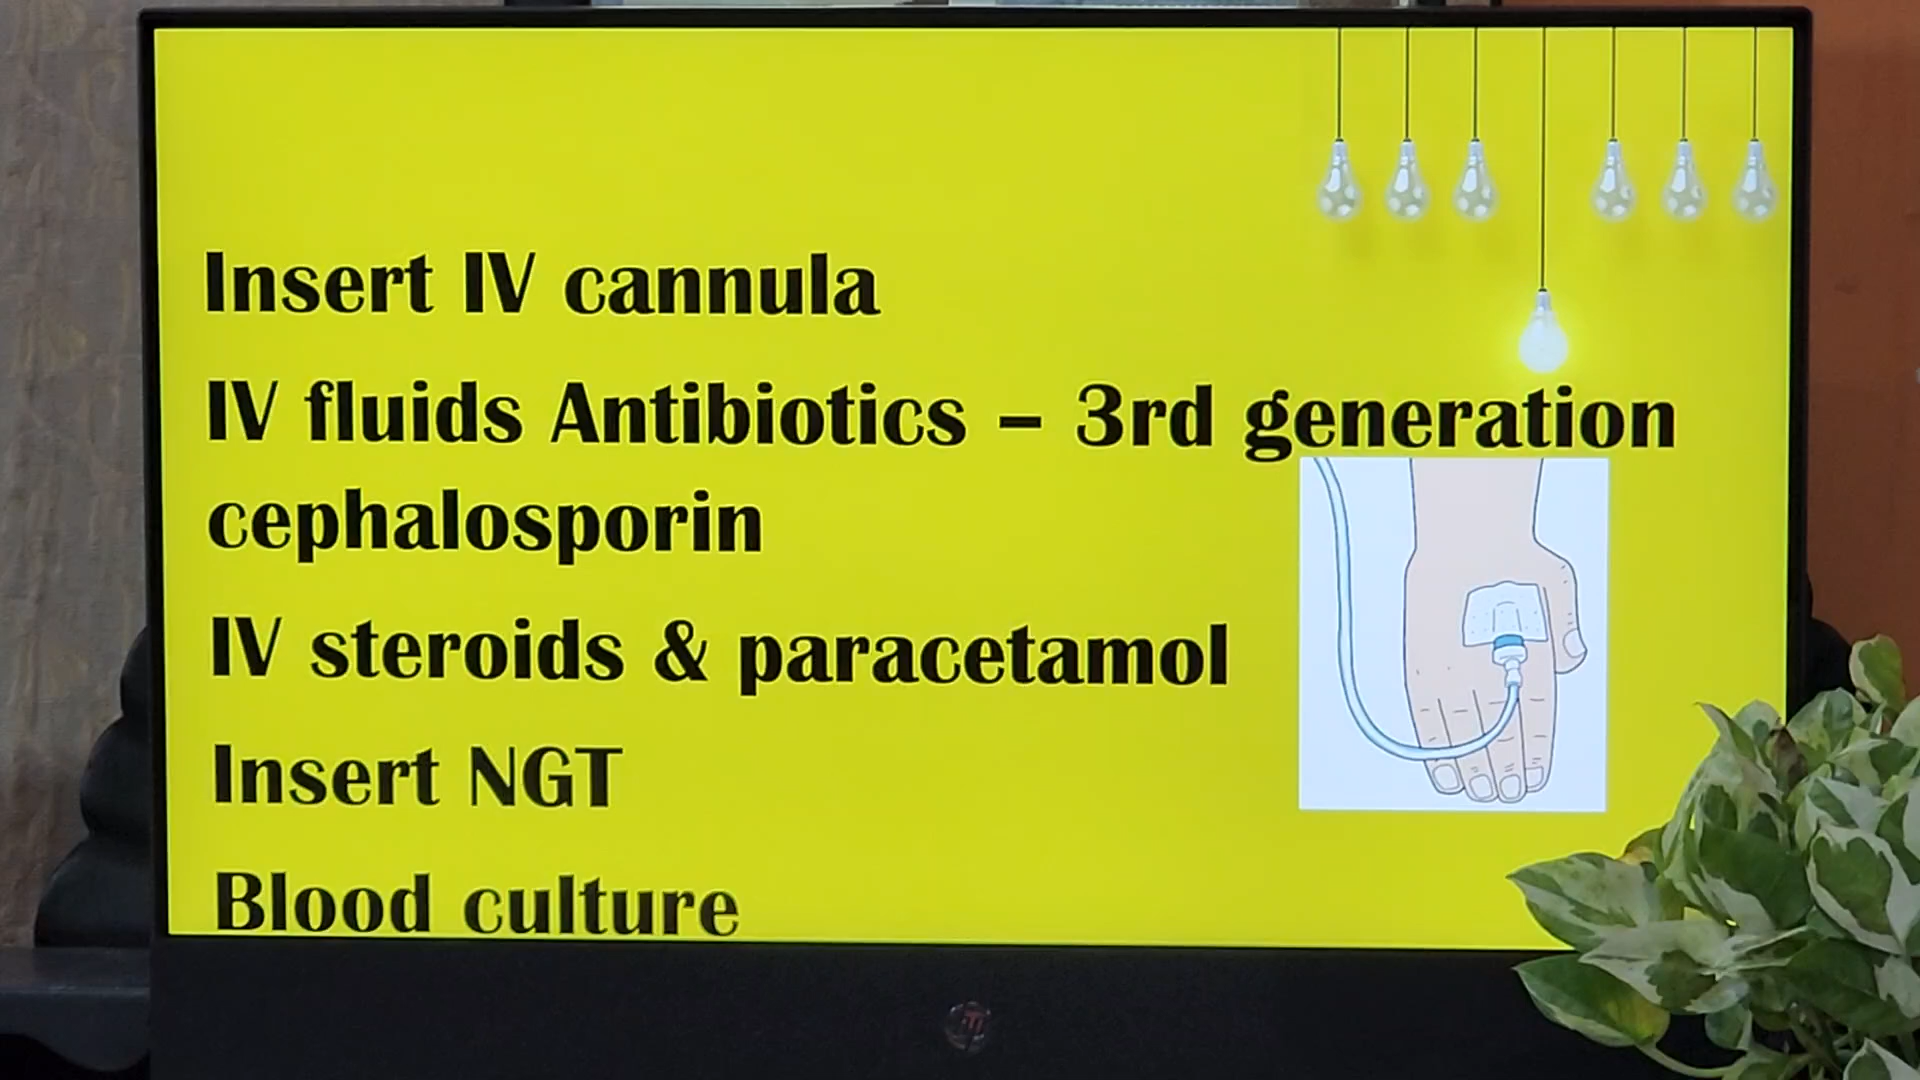 Insert IV cannula
IV fluids Antibiotics – 3rd generation
cephalosporin
IV steroids & paracetamol
Insert NGT
Blood culture